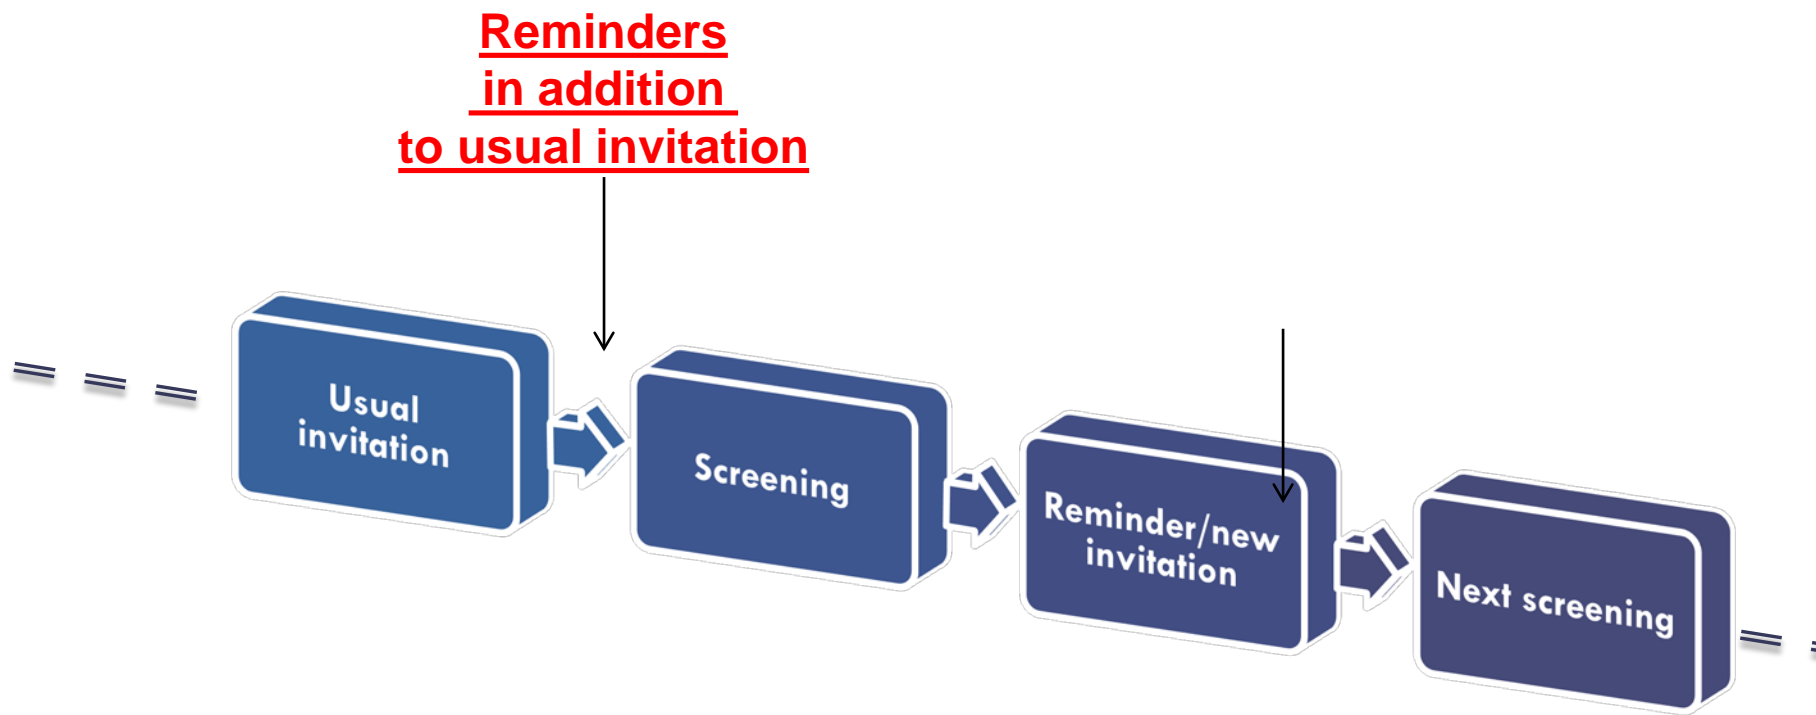 Reminders
in addition
to usual invitation
Usual
invitation
Screening
Reminder/new
invitation
Next screening